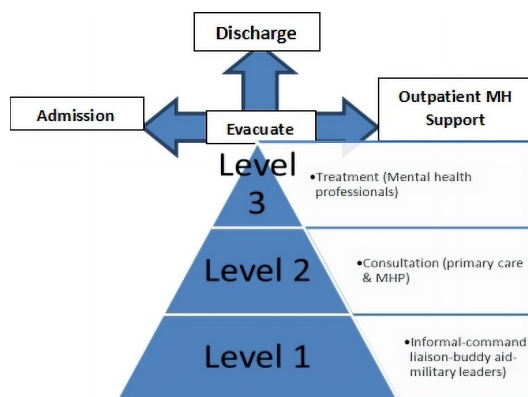 Discharge
Admission
Evacuate
Outpatient MH
Support
Level
3
•Treatment (Mental health
professionals)
Level 2
•Consultation (primary care
& MHP)
Level 1
•Informal-command
liaison-buddy aid-
military leaders)